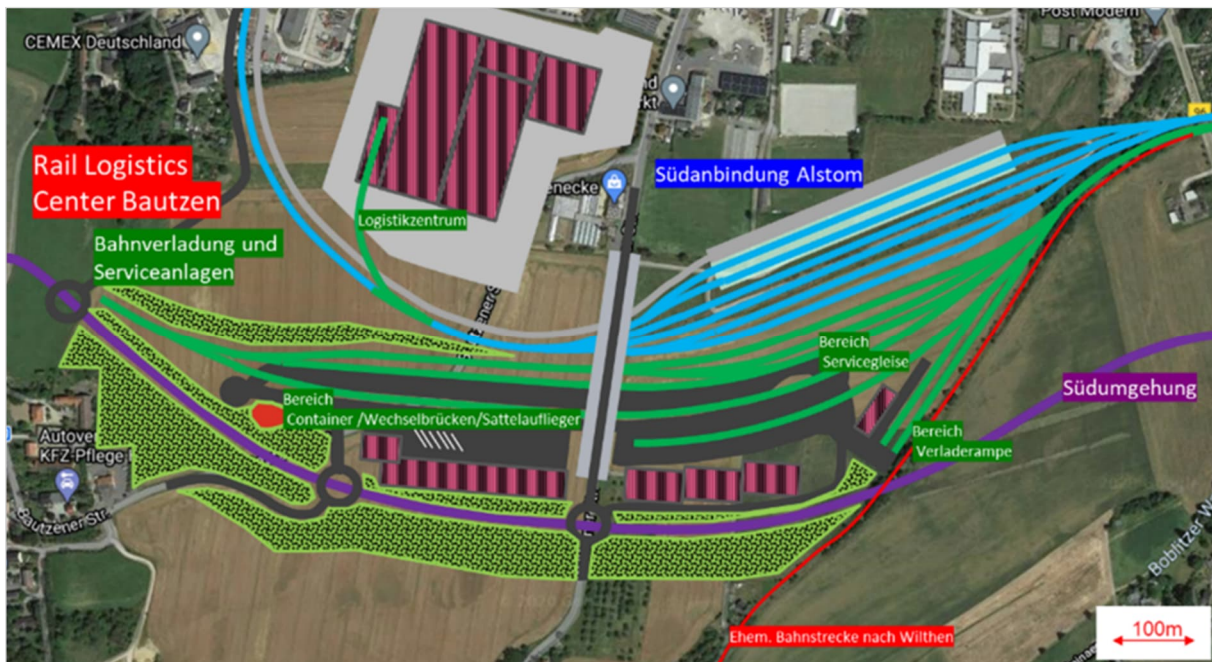 CEMEX Deutschland
Post Modern
96
Rail Logistics
Center Bautzen
Südanbindung Alstom
Logistikzentrum
Bahnverladung und
Serviceanlagen
Bereich
Servicegleise
Südumgehung
Bereich
Container /Wechselbrücken/Sattelauflieger
Bereich
Verladerampe
KFZ-Pflege
Bautzener Str.
Ehem. Bahnstrecke nach Wilthen
100m